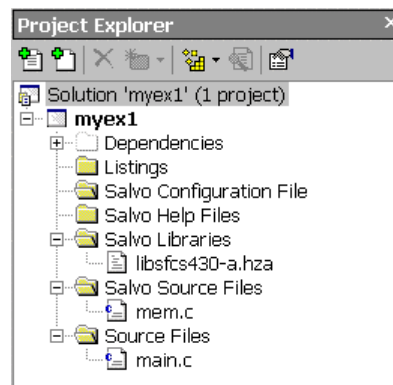 Project Explorer
Solution 'myex1' (1 project)
myex1
Dependencies
Listings
Salvo Configuration File
Salvo Help Files
Salvo Libraries
libsfcs430-a.hza
Salvo Source Files
mem.c
Source Files
main.c